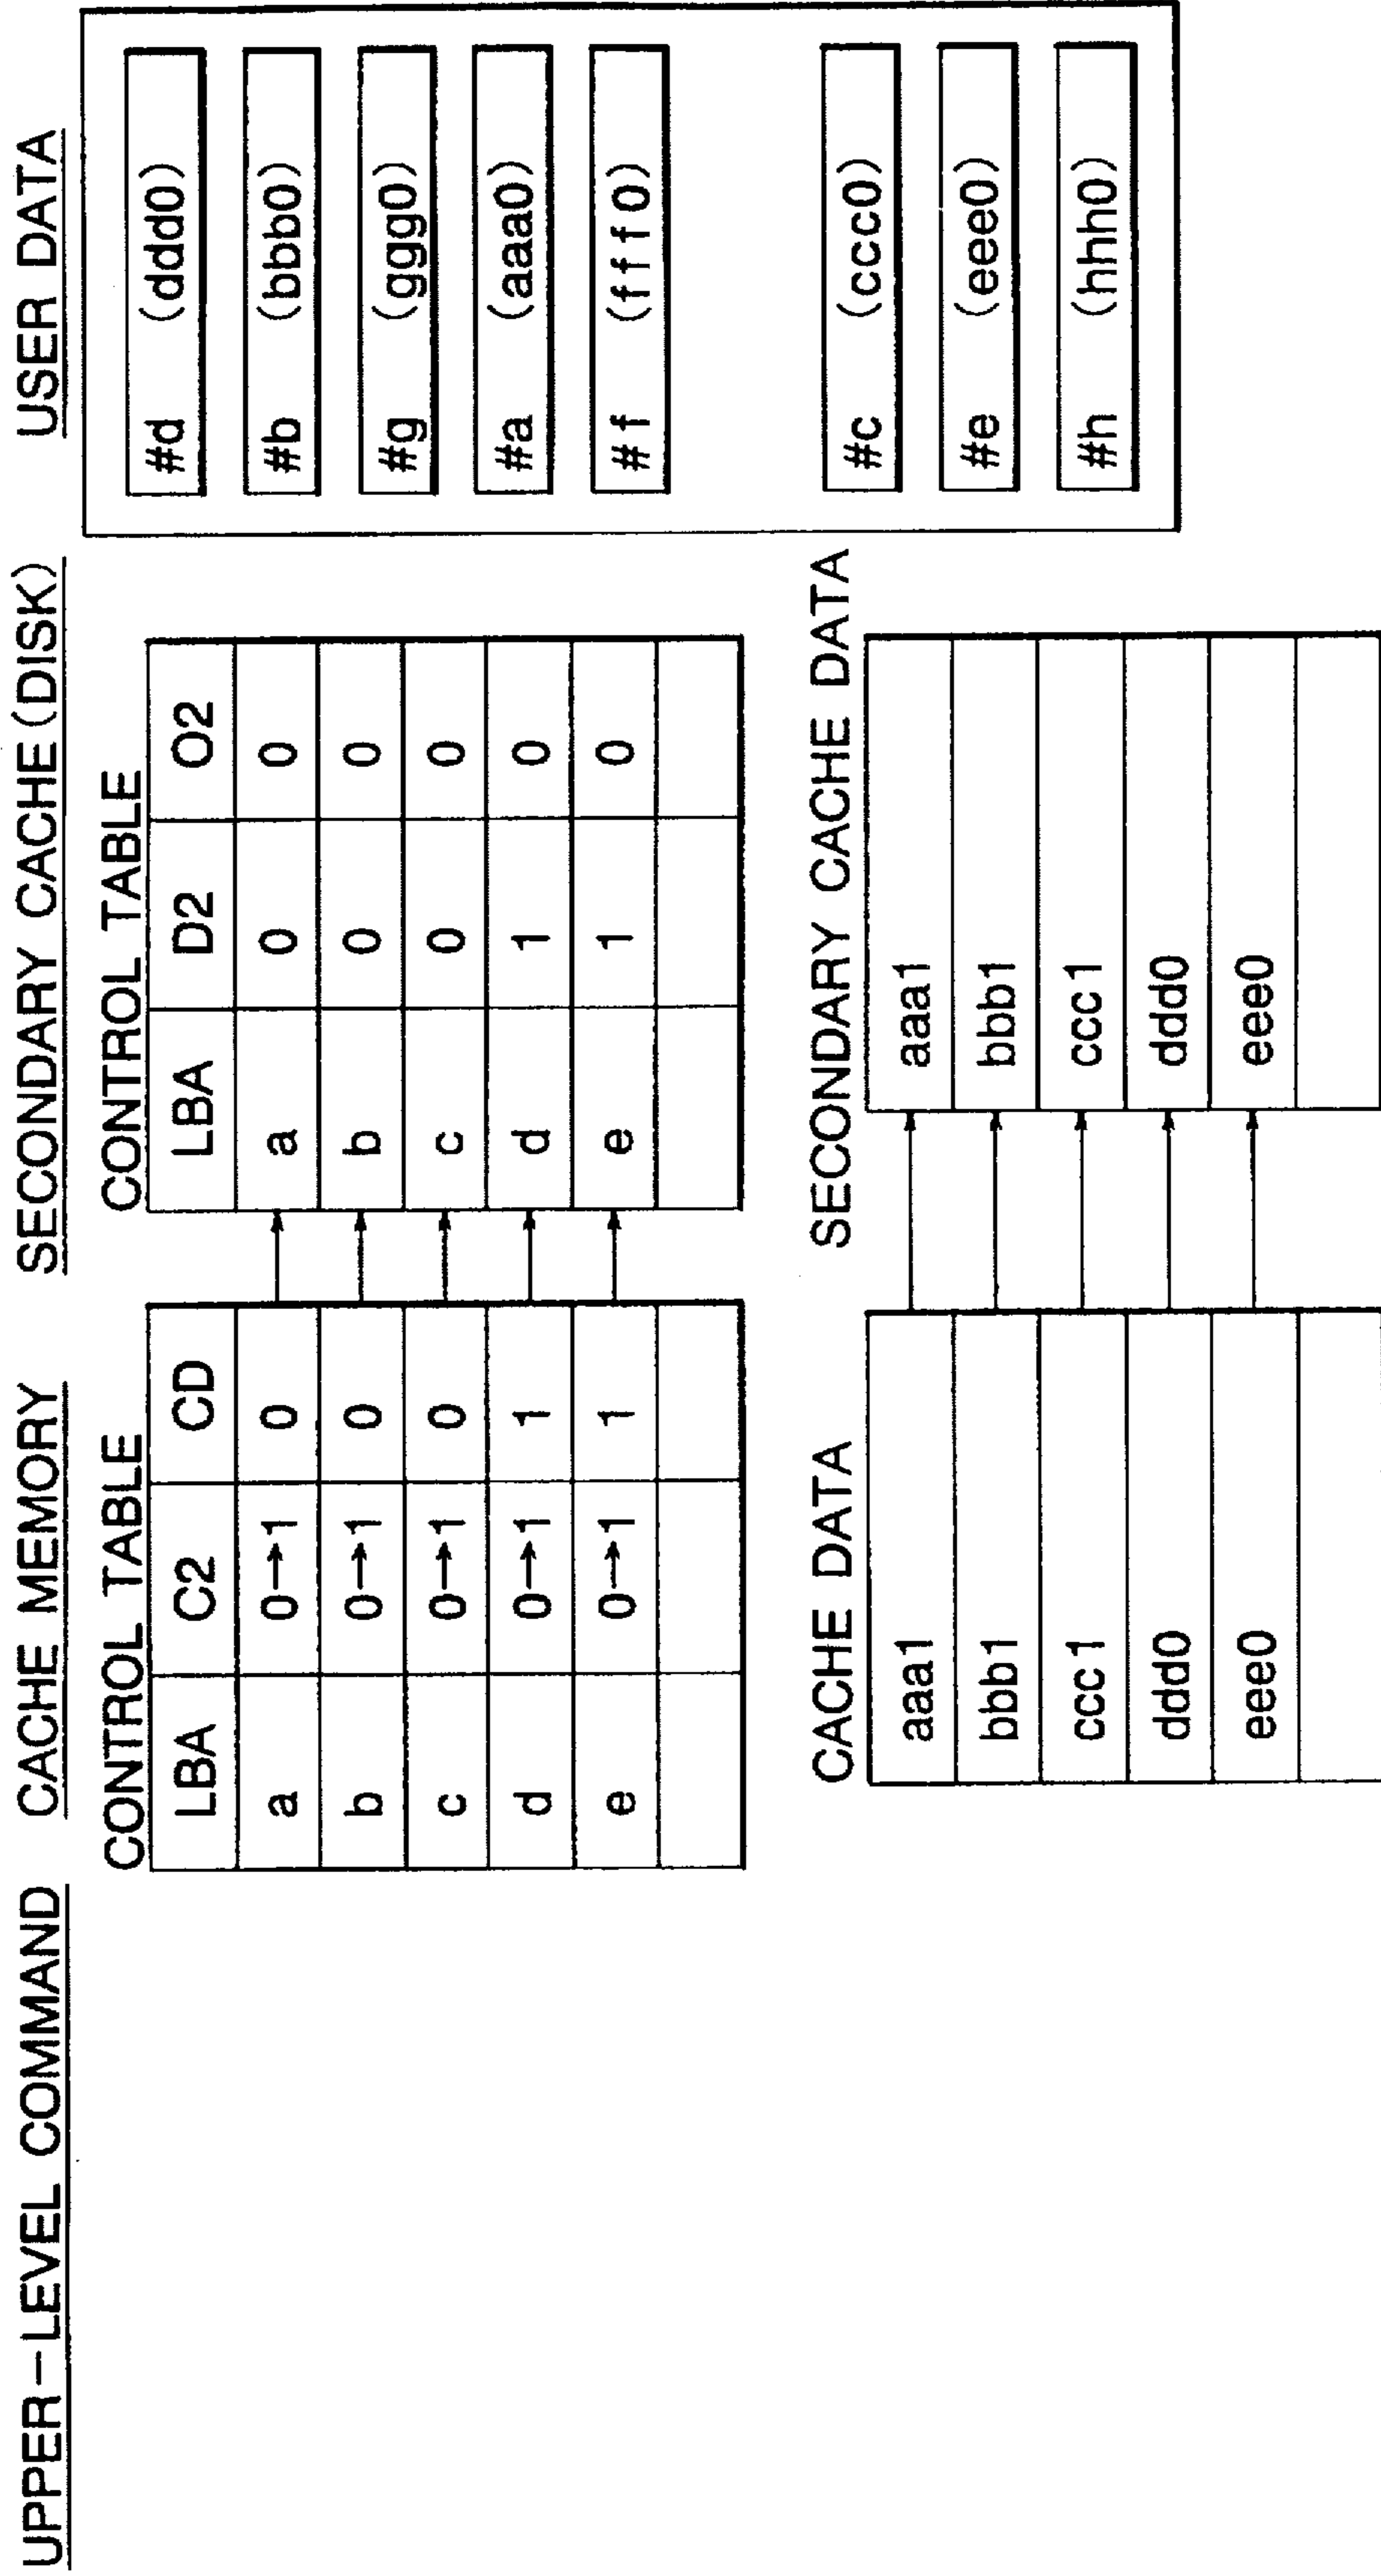 UPPER-LEVEL COMMAND CACHE MEMORY SECONDARY CACHE(DISK) USER DATA
CONTROL TABLE
LBA C2 CD
a 0→1 0
b 0→1 0
c 0→1 0
d 0→1 1
e 0→1 1
CONTROL TABLE
LBA D2 O2
a 0 0
b 0 0
c 0 0
d 1 0
e 1 0
CACHE DATA
aaa1
bbb1
ccc1
ddd0
eee0
SECONDARY CACHE DATA
aaa1
bbb1
ccc1
ddd0
eee0
#d (ddd0)
#b (bbb0)
#g (ggg0)
#a (aaa0)
#f (fff0)
#c (ccc0)
#e (eee0)
#h (hhh0)